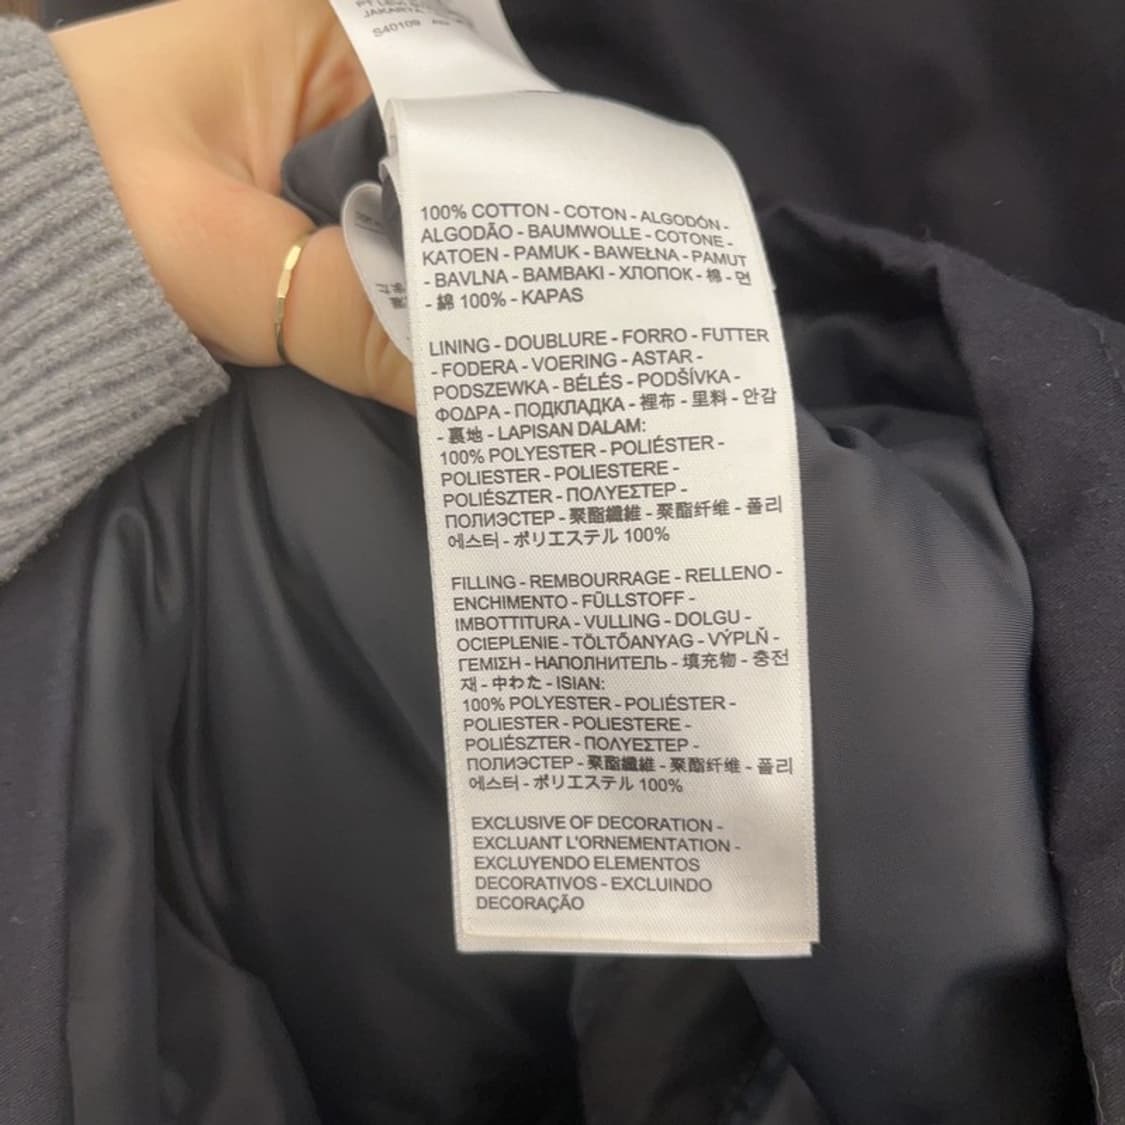 JAKARTA
S40109
100% COTTON - COTON - ALGODÓN -
ALGODÃO - BAUMWOLLE - COTONE -
KATOEN - PAMUK - BAWEŁNA - PAMUT
- BAVLNA - BAMBAKI - ХЛОПОК - 棉 - 면
- 綿 100% - KAPAS
LINING - DOUBLURE - FORRO - FUTTER
- FODERA - VOERING - ASTAR -
PODSZEWKA - BÉLÉS - PODŠÍVKA -
ΦΟΔΡΑ - ПОДКЛАДКА - 裡布 - 里料 - 안감
- 裏地 - LAPISAN DALAM:
100% POLYESTER - POLIÉSTER -
POLIESTER - POLIESTERE -
POLIÉSZTER - ΠΟΛΥΕΣΤΕΡ -
ПОЛИЭСТЕР - 聚酯纖維 - 聚酯纤维 - 폴리
에스터 - ポリエステル 100%
FILLING - REMBOURRAGE - RELLENO -
ENCHIMENTO - FÜLLSTOFF -
IMBOTTITURA - VULLING - DOLGU -
OCIEPLENIE - TÖLTŐANYAG - VÝPLŇ -
ΓΕΜΙΣΗ - НАПОЛНИТЕЛЬ - 填充物 - 충전
재 - 中わた - ISIAN:
100% POLYESTER - POLIÉSTER -
POLIESTER - POLIESTERE -
POLIÉSZTER - ΠΟΛΥΕΣΤΕΡ -
ПОЛИЭСТЕР - 聚酯纖維 - 聚酯纤维 - 폴리
에스터 - ポリエステル 100%
EXCLUSIVE OF DECORATION -
EXCLUANT L'ORNEMENTATION -
EXCLUYENDO ELEMENTOS
DECORATIVOS - EXCLUINDO
DECORAÇÃO